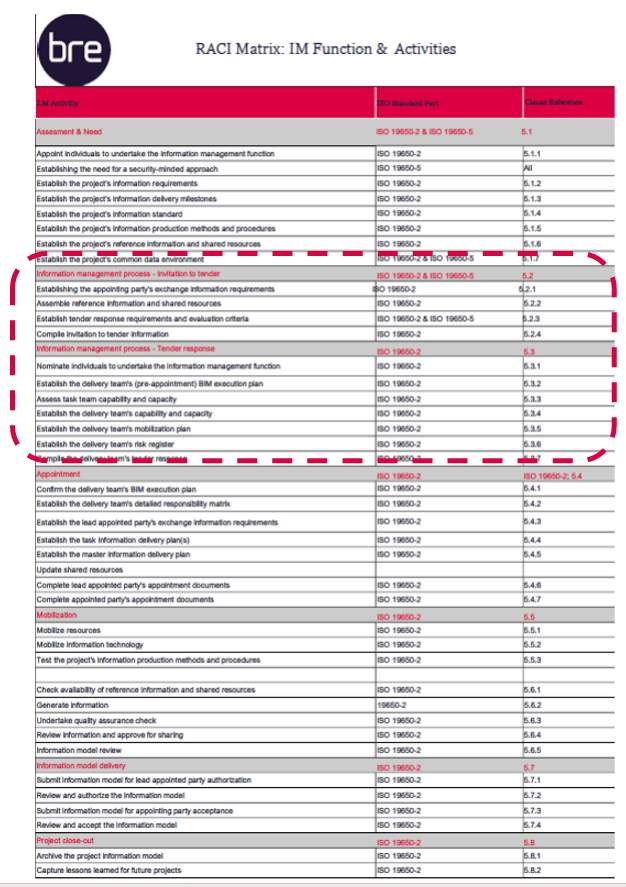 bre
RACI Matrix: IM Function & Activities
I.M Activity ISO Standard Part Clause Reference
Assesment & Need ISO 19650-2 & ISO 19650-5 5.1
Appoint individuals to undertake the information management function ISO 19650-2 5.1.1
Establishing the need for a security-minded approach ISO 19650-5 All
Establish the project's information requirements ISO 19650-2 5.1.2
Establish the project's information delivery milestones ISO 19650-2 5.1.3
Establish the project's information standard ISO 19650-2 5.1.4
Establish the project's information production methods and procedures ISO 19650-2 5.1.5
Establish the project's reference information and shared resources ISO 19650-2 5.1.6
Establish the project's common data environment ISO 19650-2 & ISO 19650-5 5.1.7
Information management process - Invitation to tender ISO 19650-2 & ISO 19650-5 5.2
Establishing the appointing party's exchange information requirements ISO 19650-2 5.2.1
Assemble reference information and shared resources ISO 19650-2 5.2.2
Establish tender response requirements and evaluation criteria ISO 19650-2 & ISO 19650-5 5.2.3
Compile invitation to tender information ISO 19650-2 5.2.4
Information management process - Tender response ISO 19650-2 5.3
Nominate individuals to undertake the information management function ISO 19650-2 5.3.1
Establish the delivery team's (pre-appointment) BIM execution plan ISO 19650-2 5.3.2
Assess task team capability and capacity ISO 19650-2 5.3.3
Establish the delivery team's capability and capacity ISO 19650-2 5.3.4
Establish the delivery team's mobilization plan ISO 19650-2 5.3.5
Establish the delivery team's risk register ISO 19650-2 5.3.6
Compile the delivery team's tender response ISO 19650-2 5.3.7
Appointment ISO 19650-2 ISO 19650-2; 5.4
Confirm the delivery team's BIM execution plan ISO 19650-2 5.4.1
Establish the delivery team's detailed responsibility matrix ISO 19650-2 5.4.2
Establish the lead appointed party's exchange information requirements ISO 19650-2 5.4.3
Establish the task information delivery plan(s) ISO 19650-2 5.4.4
Establish the master information delivery plan ISO 19650-2 5.4.5
Update shared resources
Complete lead appointed party's appointment documents ISO 19650-2 5.4.6
Complete appointed party's appointment documents ISO 19650-2 5.4.7
Mobilization ISO 19650-2 5.5
Mobilize resources ISO 19650-2 5.5.1
Mobilize information technology ISO 19650-2 5.5.2
Test the project's information production methods and procedures ISO 19650-2 5.5.3
Check availability of reference information and shared resources ISO 19650-2 5.6.1
Generate information 19650-2 5.6.2
Undertake quality assurance check ISO 19650-2 5.6.3
Review information and approve for sharing ISO 19650-2 5.6.4
Information model review ISO 19650-2 5.6.5
Information model delivery ISO 19650-2 5.7
Submit information model for lead appointed party authorization ISO 19650-2 5.7.1
Review and authorize the information model ISO 19650-2 5.7.2
Submit information model for appointing party acceptance ISO 19650-2 5.7.3
Review and accept the information model ISO 19650-2 5.7.4
Project close-out ISO 19650-2 5.8
Archive the project information model ISO 19650-2 5.8.1
Capture lessons learned for future projects ISO 19650-2 5.8.2